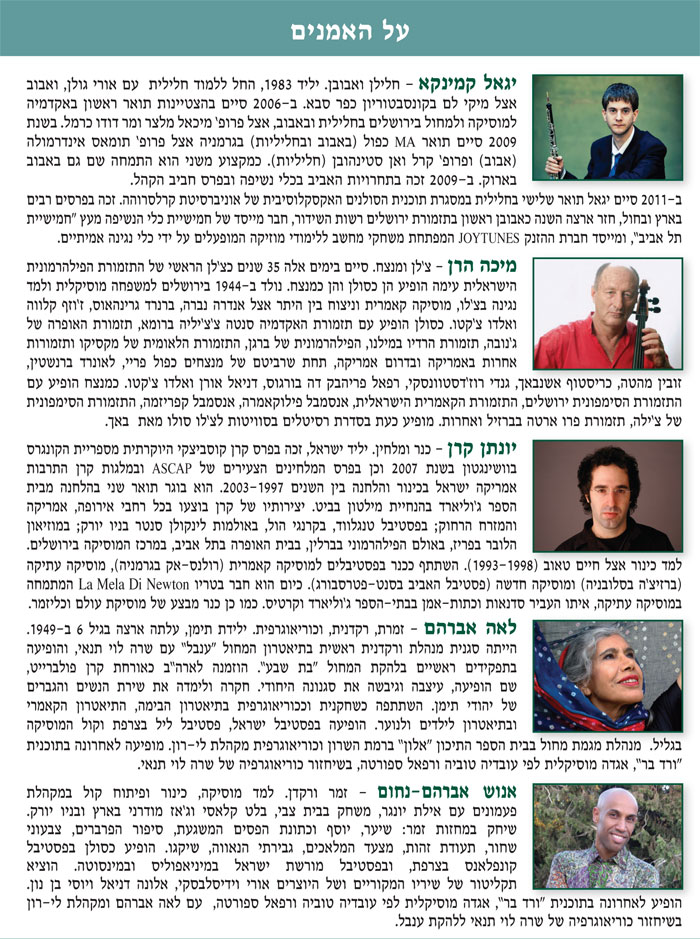 על האמנים
יגאל קמינקא – חלילן ואבובן. יליד 1983, החל ללמוד חלילית עם אורי גולן, ואבוב
אצל מיקי לם בקונסבטוריון כפר סבא. ב-2006 סיים בהצטיינות תואר ראשון באקדמיה
למוסיקה ולמחול בירושלים בחלילית ובאבוב, אצל פרופ' מיכאל מלצר ומר דודו כרמל. בשנת
2009 סיים תואר MA כפול (באבוב ובחליליות) בגרמניה אצל פרופ' תומאס אינדרמולה
(אבוב) ופרופ' קרל ואן סטינהובן (חליליות). כמקצוע משני הוא התמחה שם גם באבוב
בארוק. ב-2009 זכה בתחרויות האביב בכלי נשיפה ובפרס חביב הקהל.
ב-2011 סיים יגאל תואר שלישי בחלילית במסגרת תוכנית הסולנים האקסקלוסיבית של אוניברסיטת קרלסרוהה. זכה בפרסים רבים
בארץ ובחול, חזר ארצה השנה כאבובן ראשון בתזמורת ירושלים רשות השידור, חבר מייסד של חמישיית כלי הנשיפה מעץ "חמישיית
תל אביב", ומייסד חברת ההזנק JOYTUNES המפתחת משחקי מחשב ללימודי מוזיקה המופעלים על ידי כלי נגינה אמיתיים.
מיכה הרן – צ'לן ומנצח. סיים בימים אלה 35 שנים כצ'לן הראשי של התזמורת הפילהרמונית
הישראלית עימה הופיע הן כסולן והן כמנצח. נולד ב-1944 בירושלים למשפחה מוסיקלית ולמד
נגינה בצ'לו, מוסיקה קאמרית וניצוח בין היתר אצל אנדרה נברה, ברנרד גרינהאוס, ז'וזף קלווה
ואלדו צ'קטו. כסולן הופיע עם תזמורת האקדמיה סנטה צ'צ'יליה ברומא, תזמורת האופרה של
ג'נובה, תזמורת הרדיו במילנו, הפילהרמונית של ברגן, התזמורת הלאומית של מקסיקו ותזמורות
אחרות באמריקה ובדרום אמריקה, תחת שרביטם של מנצחים כפול פריי, לאונרד ברנשטין,
זובין מהטה, כריסטוף אשנבאך, גנדי רוז'דסטוונסקי, רפאל פריהבק דה בורגוס, דניאל אורן ואלדו צ'קטו. כמנצח הופיע עם
התזמורת הסימפונית ירושלים, התזמורת הקאמרית הישראלית, אנסמבל פילוקאמרה, אנסמבל קפריזמה, התזמורת הסימפונית
של צ'ילה, תזמורת פרו ארטה בברזיל ואחרות. מופיע כעת בסדרת רסיטלים בסוויטות לצ'לו סולו מאת באך.
יונתן קרן – כנר ומלחין. יליד ישראל, זכה בפרס קרן קוסביצקי היוקרתית מספריית הקונגרס
בוושינגטון בשנת 2007 וכן בפרס המלחינים הצעירים של ASCAP ובמלגות קרן התרבות
אמריקה ישראל בכינור והלחנה בין השנים 2003-1997. הוא בוגר תואר שני בהלחנה מבית
הספר ג'וליארד בהנחיית מילטון בביט. יצירותיו של קרן בוצעו בכל רחבי אירופה, אמריקה
והמזרח הרחוק; בפסטיבל טנגלווד, בקרנגי הול, באולמות לינקולן סנטר בניו יורק; במוזיאון
הלובר בפריז, באולם הפילהרמוני בברלין, בבית האופרה בתל אביב, במרכז המוסיקה בירושלים.
למד כינור אצל חיים טאוב (1993-1998). השתתף ככנר בפסטיבלים למוסיקה קאמרית (רולנס-אק בגרמניה), מוסיקה עתיקה
(ברזיצ'ה בסלובניה) ומוסיקה חדשה (פסטיבל האביב בסנט-פטרסבורג). כיום הוא חבר בטריו La Mela Di Newton המתמחה
במוסיקה עתיקה, איתו העביר סדנאות וכתות-אמן בבתי-הספר ג'וליארד וקרטיס. כמו כן כנר מבצע של מוסיקת עולם וכליזמר.
לאה אברהם – זמרת, רקדנית, וכוריאוגרפית. ילידת תימן, עלתה ארצה בגיל 6 ב-1949.
הייתה סגנית מנהלת ורקדנית ראשית בתיאטרון המחול "ענבל" עם שרה לוי תנאי, והופיעה
בתפקידים ראשיים בלהקת המחול "בת שבע". הוזמנה לארה"ב כאורחת קרן פולברייט,
שם הופיעה, עיצבה וגיבשה את סגנונה היחודי. חקרה ולימדה את שירת הנשים והגברים
של יהודי תימן. השתתפה כשחקנית וככוריאוגרפית בתיאטרון הבימה, התיאטרון הקאמרי
ובתיאטרון לילדים ולנוער. הופיעה בפסטיבל ישראל, פסטיבל ליל בצרפת וקול המוסיקה
בגליל. מנהלת מגמת מחול בבית הספר התיכון "אלון" ברמת השרון וכוריאוגרפית מקהלת לי-רון. מופיעה לאחרונה בתוכנית
"ורד בר", אגדה מוסיקלית לפי עובדיה טוביה ורפאל ספורטה, בשיחזור כוריאוגרפיה של שרה לוי תנאי.
אנוש אברהם-נחום – זמר ורקדן. למד מוסיקה, כינור ופיתוח קול במקהלת
פעמונים עם אילת יונגר, משחק בבית צבי, בלט קלאסי וג'אז מודרני בארץ ובניו יורק.
שיחק במחזות זמר: שיער, יוסף וכתונת הפסים המשגעת, סיפור הפרברים, צבעוני
שחור, תעודת זהות, מצעד המלאכים, גבירתי הנאווה, שיקגו. הופיע כסולן בפסטיבל
קונפלאנס בצרפת, ובפסטיבל מורשת ישראל במיניאפוליס ובמינסוטה. הוציא
תקליטור של שיריו המקוריים ושל היוצרים אורי וידיסלבסקי, אלונה דניאל ויוסי בן נון.
הופיע לאחרונה בתוכנית "ורד בר", אגדה מוסיקלית לפי עובדיה טוביה ורפאל ספורטה, עם לאה אברהם ומקהלת לי-רון
בשיחזור כוריאוגרפיה של שרה לוי תנאי ללהקת ענבל.